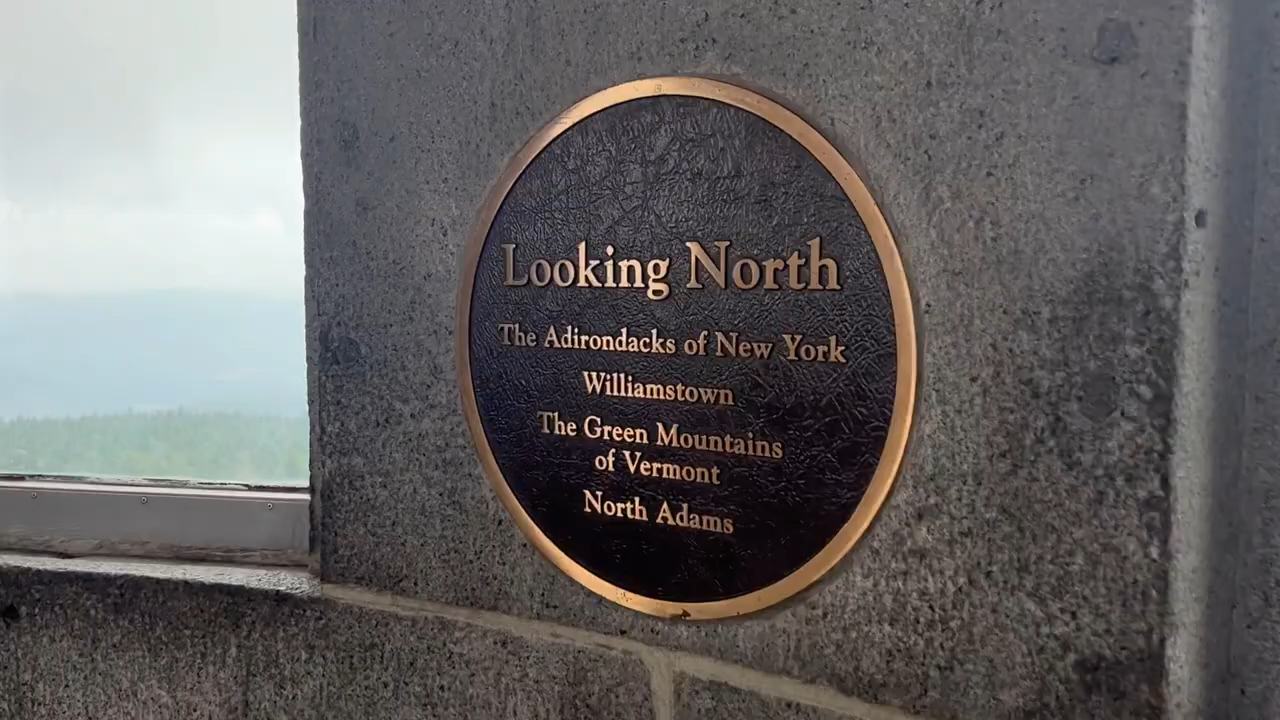 Looking North
The Adirondacks of New York
Williamstown
The Green Mountains
of Vermont
North Adams